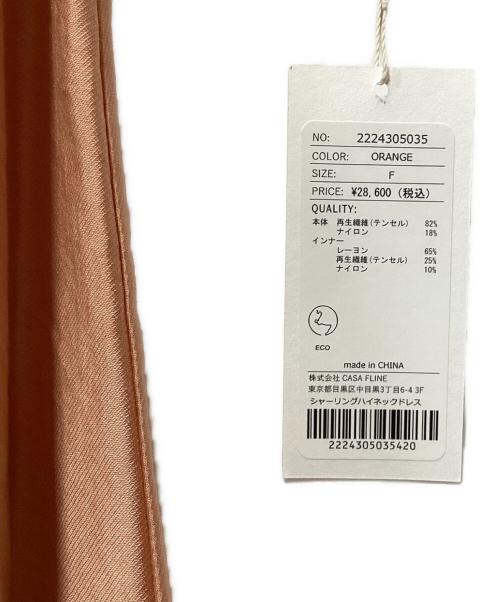 NO: 2224305035
COLOR: ORANGE
SIZE: F
PRICE: ¥28,600 (税込)
QUALITY:
本体 再生繊維(テンセル) 82%
ナイロン 18%
インナー
レーヨン 65%
再生繊維(テンセル) 25%
ナイロン 10%
ECO
made in CHINA
株式会社 CASA FLINE
東京都目黒区中目黒3丁目6-4 3F
シャーリングハイネックドレス
2224305035420